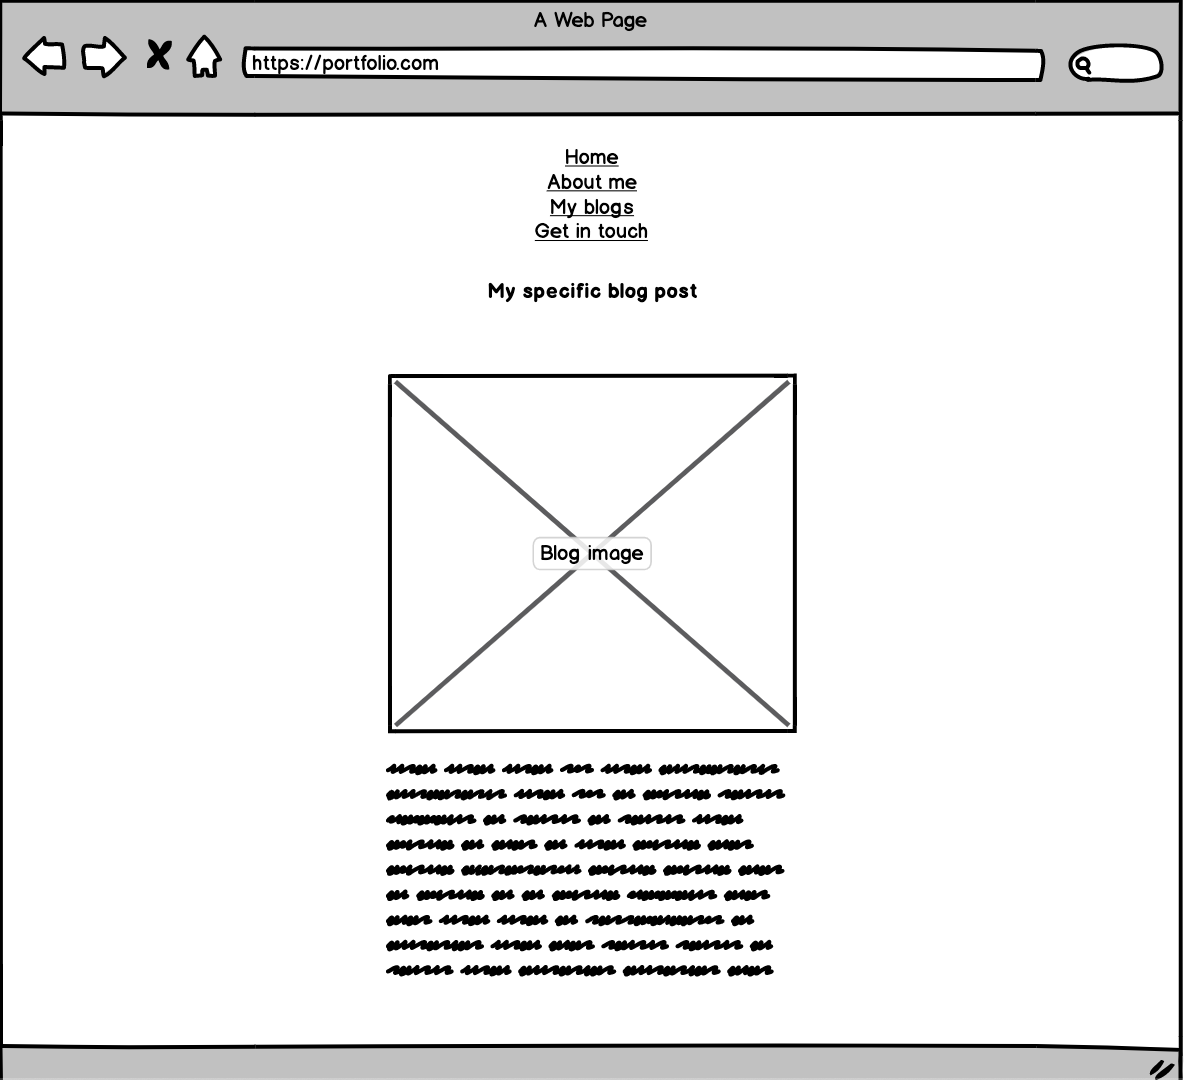 A Web Page
https://portfolio.com
Home
About me
My blogs
Get in touch
My specific blog post
Blog image